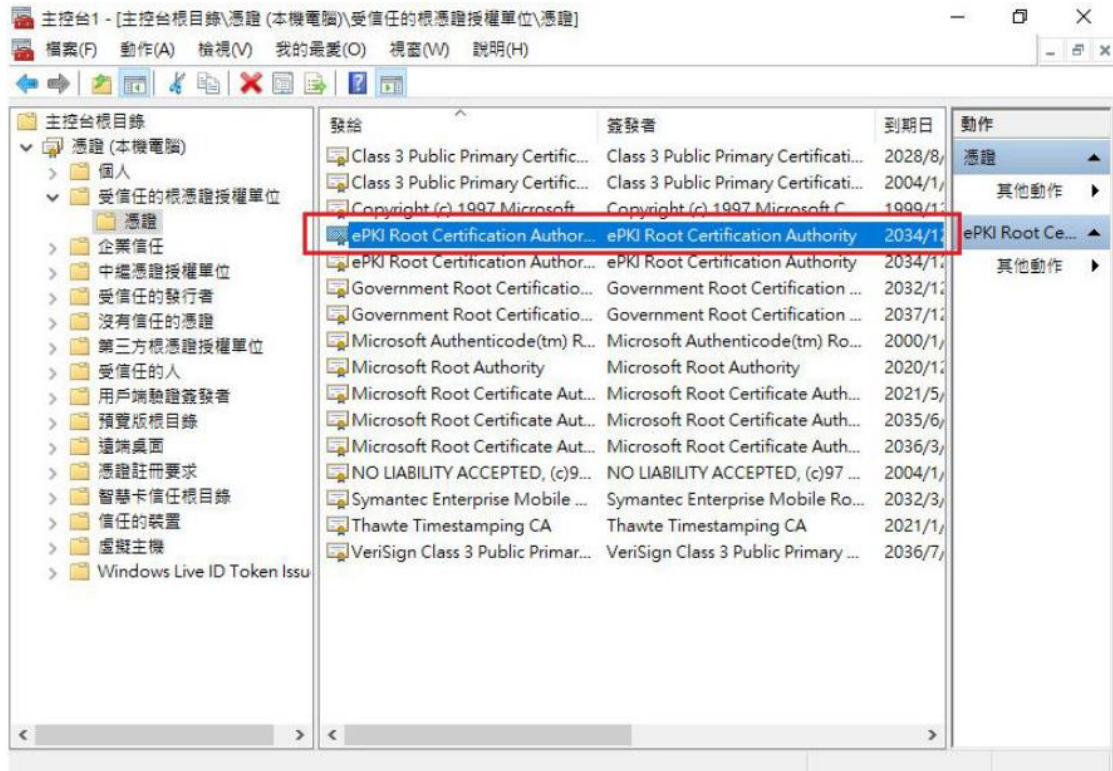 主控台1 - [主控台根目錄\憑證 (本機電腦)\受信任的根憑證授權單位\憑證]
檔案(F) 動作(A) 檢視(V) 我的最愛(O) 視窗(W) 說明(H)
主控台根目錄
憑證 (本機電腦)
個人
受信任的根憑證授權單位
憑證
企業信任
中繼憑證授權單位
受信任的發行者
沒有信任的憑證
第三方根憑證授權單位
受信任的人
用戶端驗證簽發者
預覽版根目錄
遠端桌面
憑證註冊要求
智慧卡信任根目錄
信任的裝置
虛擬主機
Windows Live ID Token Issu
發給 簽發者 到期日
Class 3 Public Primary Certific... Class 3 Public Primary Certificati... 2028/8/
Class 3 Public Primary Certific... Class 3 Public Primary Certificati... 2004/1/
Copyright (c) 1997 Microsoft Copyright (c) 1997 Microsoft C 1999/12
ePKI Root Certification Author... ePKI Root Certification Authority 2034/12
ePKI Root Certification Author... ePKI Root Certification Authority 2034/12
Government Root Certificatio... Government Root Certification ... 2032/12
Government Root Certificatio... Government Root Certification ... 2037/12
Microsoft Authenticode(tm) R... Microsoft Authenticode(tm) Ro... 2000/1/
Microsoft Root Authority Microsoft Root Authority 2020/12
Microsoft Root Certificate Aut... Microsoft Root Certificate Auth... 2021/5/
Microsoft Root Certificate Aut... Microsoft Root Certificate Auth... 2035/6/
Microsoft Root Certificate Aut... Microsoft Root Certificate Auth... 2036/3/
NO LIABILITY ACCEPTED, (c)9... NO LIABILITY ACCEPTED, (c)97 ... 2004/1/
Symantec Enterprise Mobile ... Symantec Enterprise Mobile Ro... 2032/3/
Thawte Timestamping CA Thawte Timestamping CA 2021/1/
VeriSign Class 3 Public Primar... VeriSign Class 3 Public Primary ... 2036/7/
動作
憑證
其他動作
ePKI Root Ce...
其他動作